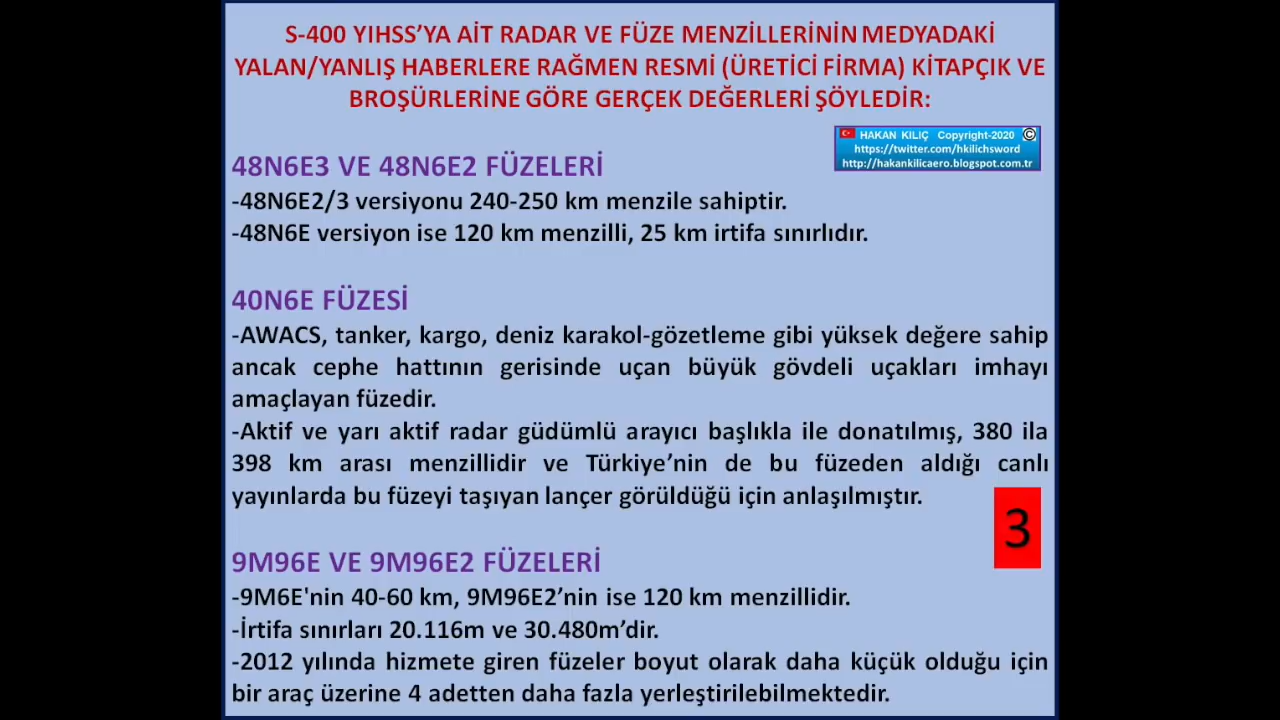 S-400 YIHSS’YA AİT RADAR VE FÜZE MENZİLLERİNİN MEDYADAKİ
YALAN/YANLIŞ HABERLERE RAĞMEN RESMİ (ÜRETİCİ FİRMA) KİTAPÇIK VE
BROŞÜRLERİNE GÖRE GERÇEK DEĞERLERİ ŞÖYLEDİR:
HAKAN KILIÇ Copyright-2020 ©
https://twitter.com/hkilichsword
http://hakankilicaero.blogspot.com.tr
48N6E3 VE 48N6E2 FÜZELERİ
-48N6E2/3 versiyonu 240-250 km menzile sahiptir.
-48N6E versiyon ise 120 km menzilli, 25 km irtifa sınırlıdır.
40N6E FÜZESİ
-AWACS, tanker, kargo, deniz karakol-gözetleme gibi yüksek değere sahip
ancak cephe hattının gerisinde uçan büyük gövdeli uçakları imhayı
amaçlayan füzedir.
-Aktif ve yarı aktif radar güdümlü arayıcı başlıkla ile donatılmış, 380 ila
398 km arası menzillidir ve Türkiye’nin de bu füzeden aldığı canlı
yayınlarda bu füzeyi taşıyan lançer görüldüğü için anlaşılmıştır.
3
9M96E VE 9M96E2 FÜZELERİ
-9M6E'nin 40-60 km, 9M96E2’nin ise 120 km menzillidir.
-İrtifa sınırları 20.116m ve 30.480m’dir.
-2012 yılında hizmete giren füzeler boyut olarak daha küçük olduğu için
bir araç üzerine 4 adetten daha fazla yerleştirilebilmektedir.